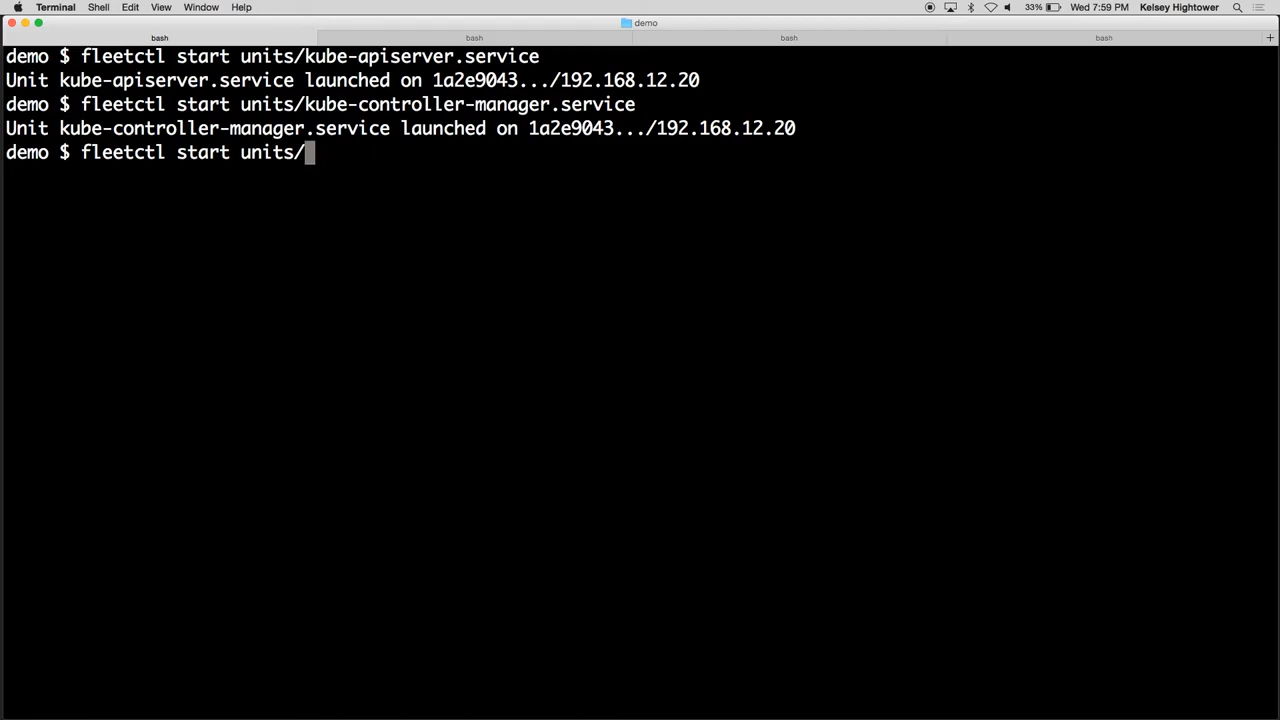 Terminal Shell Edit View Window Help 33% Wed 7:59 PM Kelsey Hightower
demo
bash bash bash bash +
demo $ fleetctl start units/kube-apiserver.service
Unit kube-apiserver.service launched on 1a2e9043.../192.168.12.20
demo $ fleetctl start units/kube-controller-manager.service
Unit kube-controller-manager.service launched on 1a2e9043.../192.168.12.20
demo $ fleetctl start units/